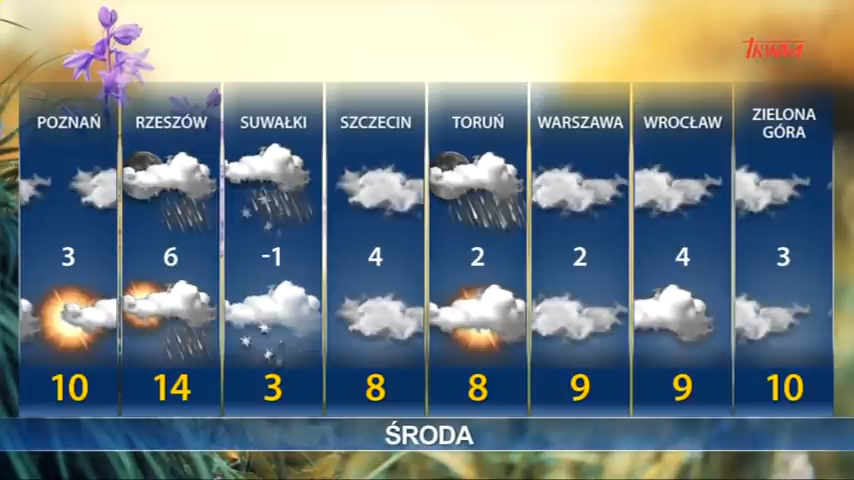 TRWAM
POZNAŃ
RZESZÓW
SUWAŁKI
SZCZECIN
TORUŃ
WARSZAWA
WROCŁAW
ZIELONA
GÓRA
3
6
-1
4
2
2
4
3
10
14
3
8
8
9
9
10
ŚRODA